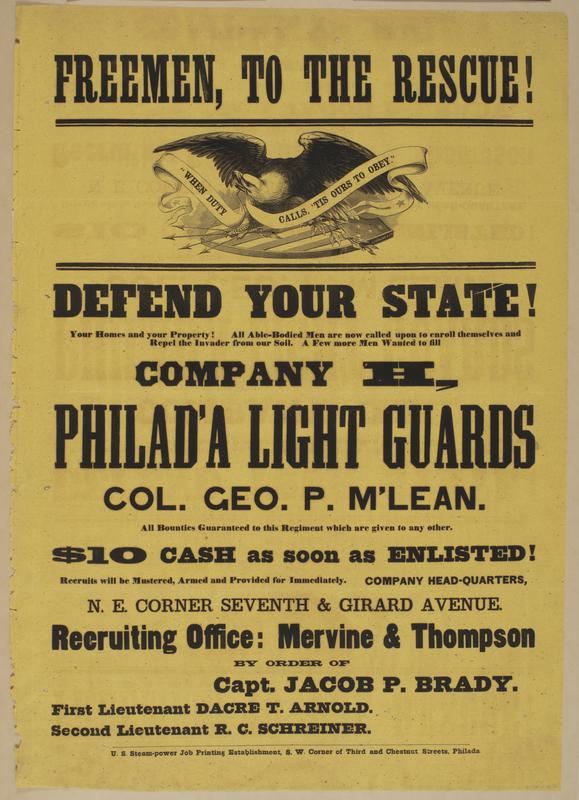 FREEMEN, TO THE RESCUE!
"WHEN DUTY CALLS, 'TIS OURS TO OBEY."
DEFEND YOUR STATE!
Your Homes and your Property! All Able-Bodied Men are now called upon to enroll themselves and
Repel the Invader from our Soil. A Few more Men Wanted to fill
COMPANY H,
PHILAD'A LIGHT GUARDS
COL. GEO. P. M'LEAN.
All Bounties Guaranteed to this Regiment which are given to any other.
$10 CASH as soon as ENLISTED!
Recruits will be Mustered, Armed and Provided for Immediately. COMPANY HEAD-QUARTERS,
N. E. CORNER SEVENTH & GIRARD AVENUE.
Recruiting Office: Mervine & Thompson
BY ORDER OF
Capt. JACOB P. BRADY.
First Lieutenant DACRE T. ARNOLD.
Second Lieutenant R. C. SCHREINER.
U. S. Steam-power Job Printing Establishment, S. W. Corner of Third and Chestnut Streets, Philada